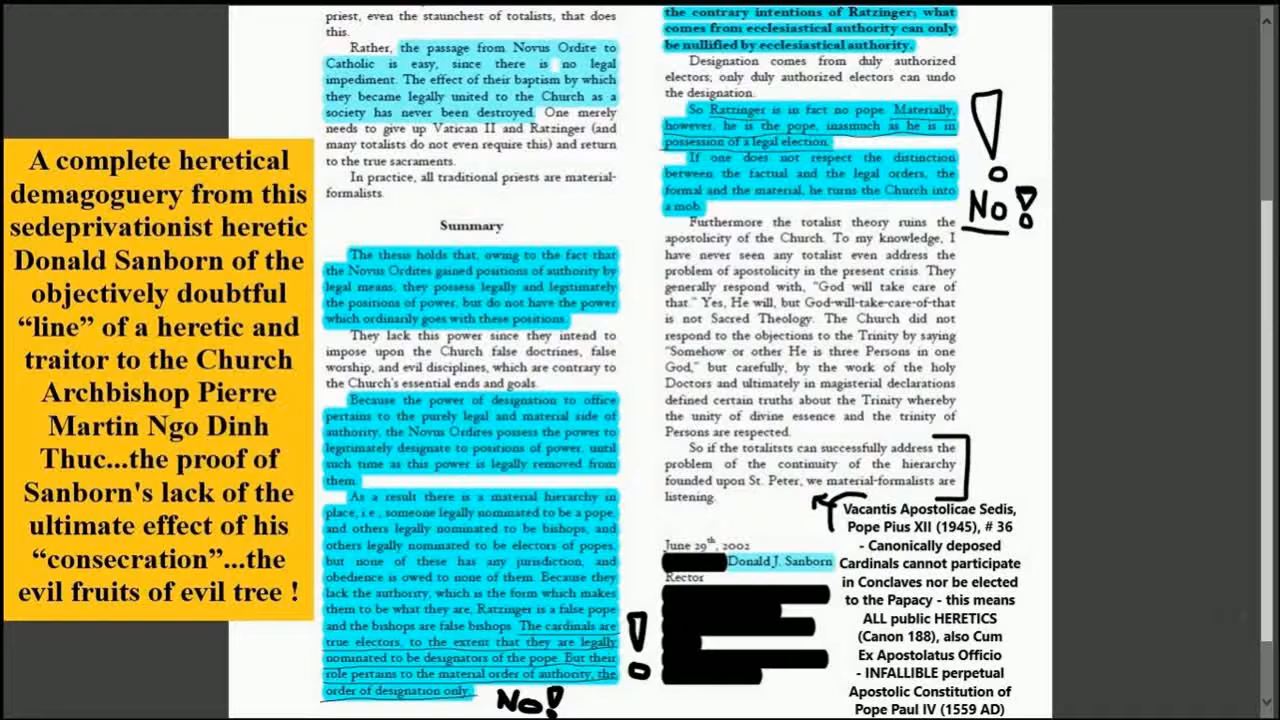 A complete heretical
demagoguery from this
sedeprivationist heretic
Donald Sanborn of the
objectively doubtful
“line” of a heretic and
traitor to the Church
Archbishop Pierre
Martin Ngo Dinh
Thuc...the proof of
Sanborn's lack of the
ultimate effect of his
“consecration”...the
evil fruits of evil tree !
priest, even the staunchest of totalists, that does
this.
Rather, the passage from Novus Ordite to
Catholic is easy, since there is no legal
impediment. The effect of their baptism by which
they became legally united to the Church as a
society has never been destroyed. One merely
needs to give up Vatican II and Ratzinger (and
many totalists do not even require this) and return
to the true sacraments.
In practice, all traditional priests are material-
formalists.
Summary
The thesis holds that, owing to the fact that
the Novus Ordites gained positions of authority by
legal means, they possess legally and legitimately
the positions of power, but do not have the power
which ordinarily goes with these positions.
They lack this power since they intend to
impose upon the Church false doctrines, false
worship, and evil disciplines, which are contrary to
the Church's essential ends and goals.
Because the power of designation to office
pertains to the purely legal and material side of
authority, the Novus Ordites possess the power to
legitimately designate to positions of power, until
such time as this power is legally removed from
them.
As a result there is a material hierarchy in
place, i.e., someone legally nominated to be a pope,
and others legally nominated to be bishops, and
others legally nominated to be electors of popes,
but none of these has any jurisdiction, and
obedience is owed to none of them. Because they
lack the authority, which is the form which makes
them to be what they are, Ratzinger is a false pope
and the bishops are false bishops. The cardinals are
true electors, to the extent that they are legally
nominated to be designators of the pope. But their
role pertains to the material order of authority, the
order of designation only.
No!
the contrary intentions of Ratzinger; what
comes from ecclesiastical authority can only
be nullified by ecclesiastical authority.
Designation comes from duly authorized
electors; only duly authorized electors can undo
the designation.
So Ratzinger is in fact no pope. Materially,
however, he is the pope, inasmuch as he is in
possession of a legal election.
If one does not respect the distinction
between the factual and the legal orders, the
formal and the material, he turns the Church into
a mob.
Furthermore the totalist theory ruins the
apostolicity of the Church. To my knowledge, I
have never seen any totalist even address the
problem of apostolicity in the present crisis. They
generally respond with, “God will take care of
that.” Yes, He will, but God-will-take-care-of-that
is not Sacred Theology. The Church did not
respond to the objections to the Trinity by saying
“Somehow or other He is three Persons in one
God,” but carefully, by the work of the holy
Doctors and ultimately in magisterial declarations
defined certain truths about the Trinity whereby
the unity of divine essence and the trinity of
Persons are respected.
So if the totalitsts can successfully address the
problem of the continuity of the hierarchy
founded upon St. Peter, we material-formalists are
listening.
June 29th, 2002
Donald J. Sanborn
Rector
!
No!
!
Vacantis Apostolicae Sedis,
Pope Pius XII (1945), # 36
- Canonically deposed
Cardinals cannot participate
in Conclaves nor be elected
to the Papacy - this means
ALL public HERETICS
(Canon 188), also Cum
Ex Apostolatus Officio
- INFALLIBLE perpetual
Apostolic Constitution of
Pope Paul IV (1559 AD)